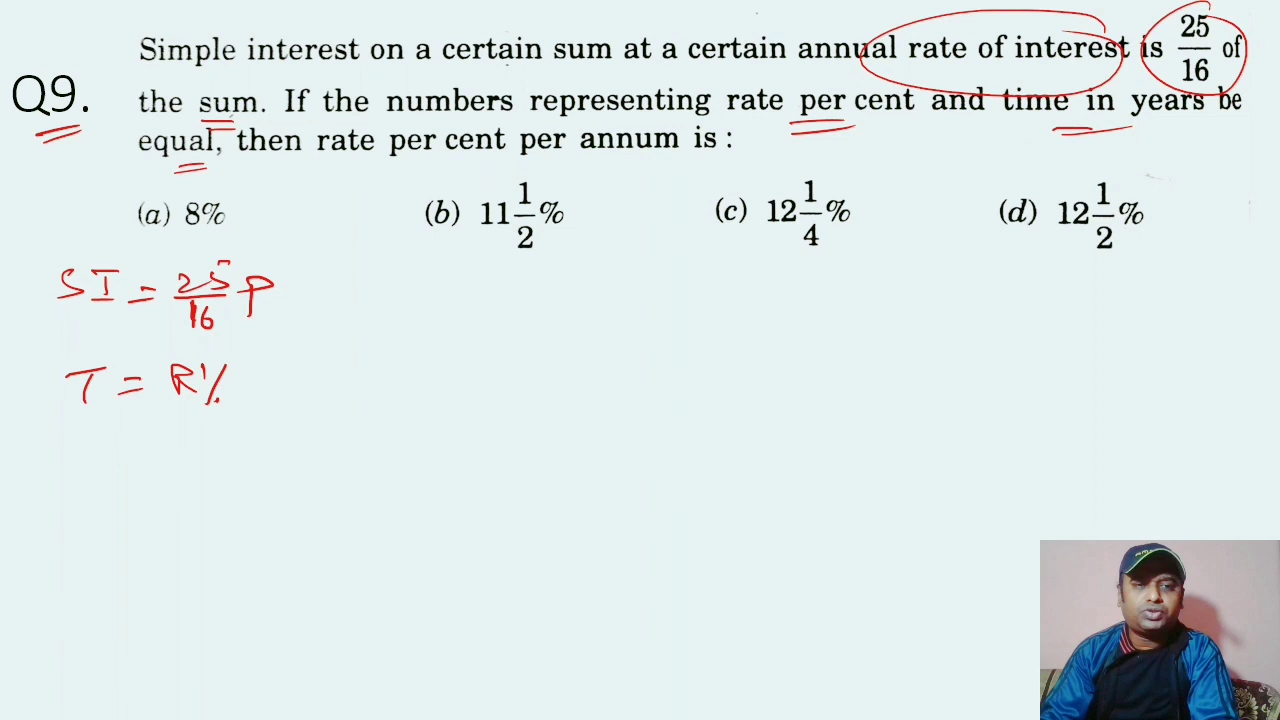 Simple interest on a certain sum at a certain annual rate of interest is 25/16 of
Q9.
the sum. If the numbers representing rate per cent and time in years be
equal, then rate per cent per annum is :
(a) 8% (b) 11 1/2% (c) 12 1/4% (d) 12 1/2%
SI = 25/16 P
T = R%